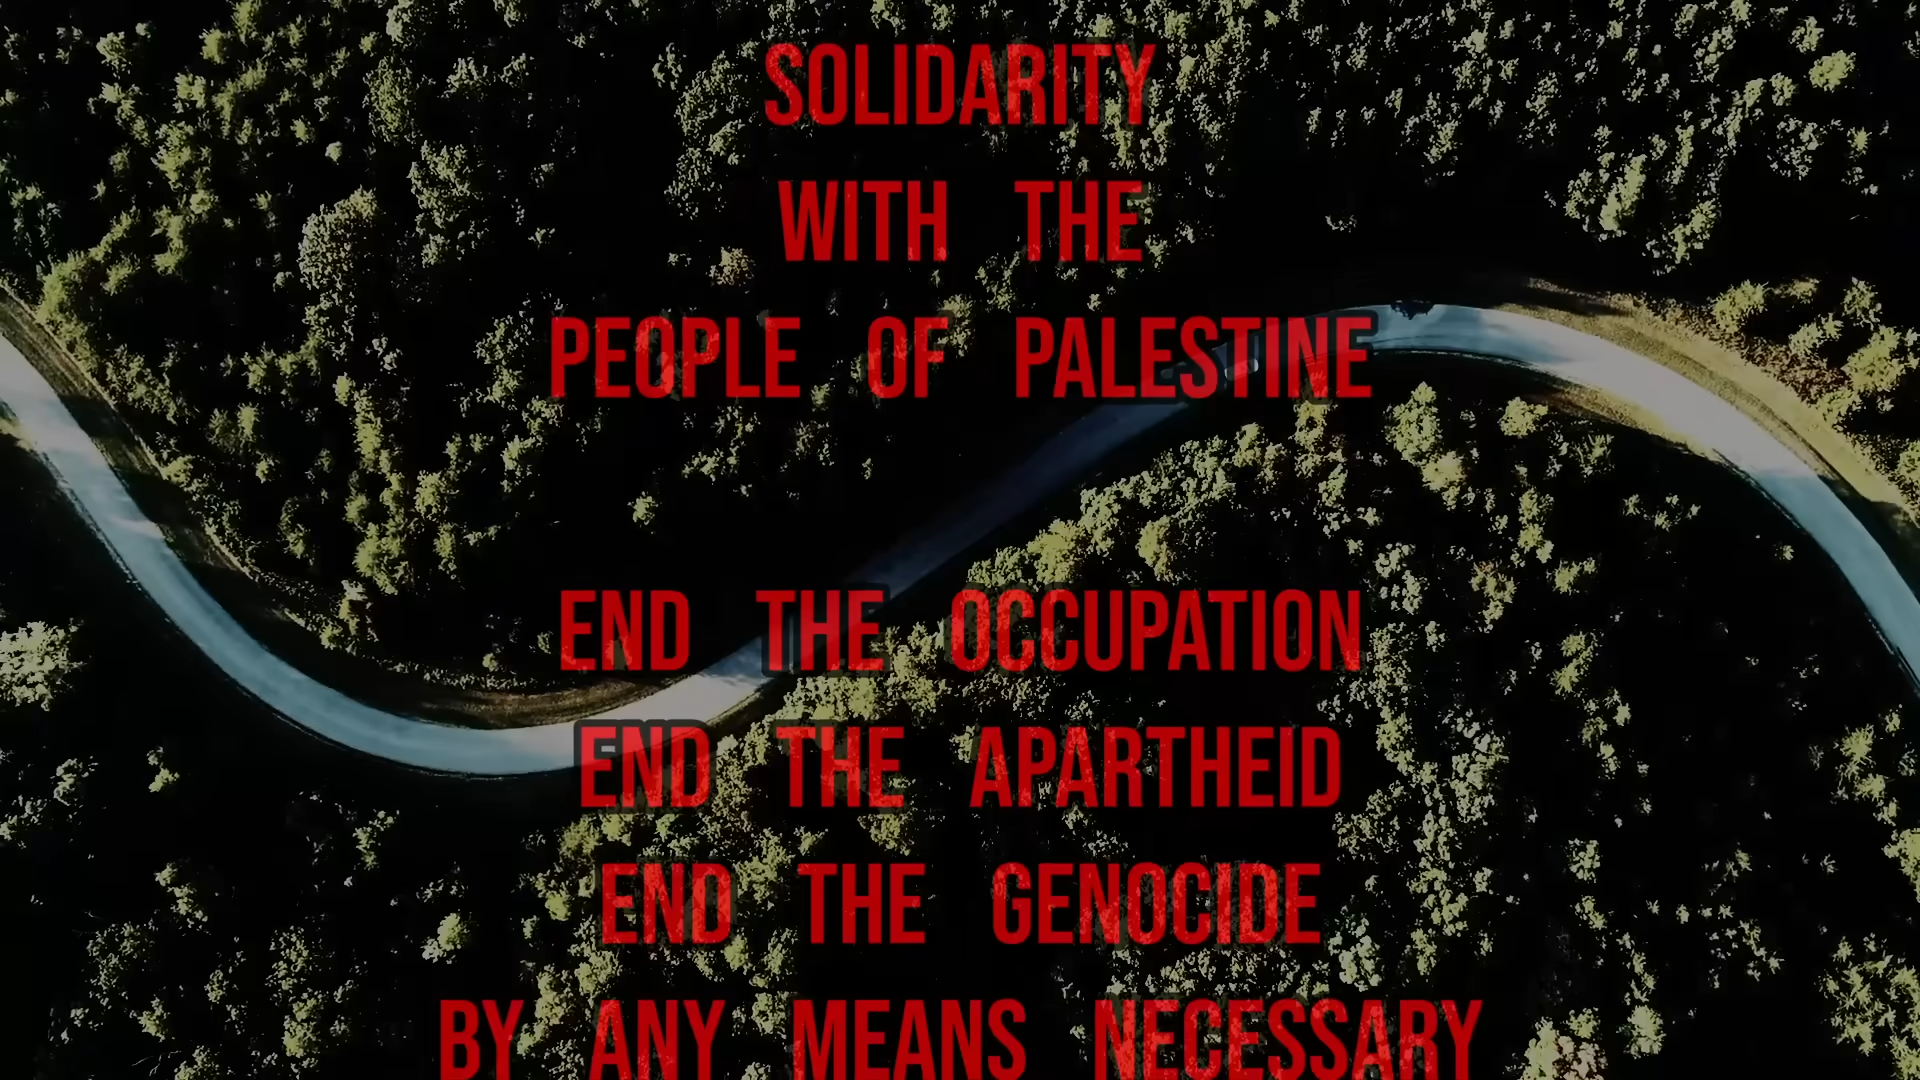 SOLIDARITY
WITH THE
PEOPLE OF PALESTINE
END THE OCCUPATION
END THE APARTHEID
END THE GENOCIDE
BY ANY MEANS NECESSARY